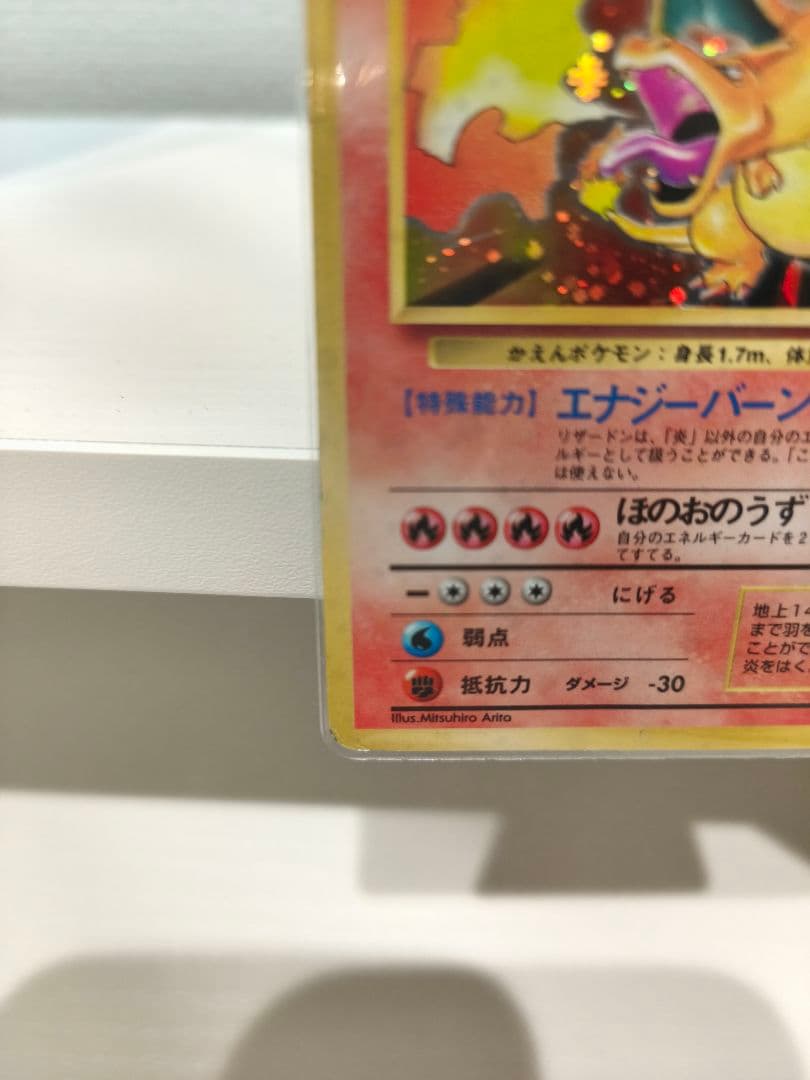 かえんポケモン：身長1.7m、体
【特殊能力】 エナジーバーン
リザードンは、「炎」以外の自分のエ
ルギーとして扱うことができる。「こ
は使えない。
ほのおのうず
自分のエネルギーカードを2
てすてる。
にげる
弱点
抵抗力 ダメージ -30
地上14
まで羽を
ことがで
炎をはく
Illus.Mitsuhiro Arita